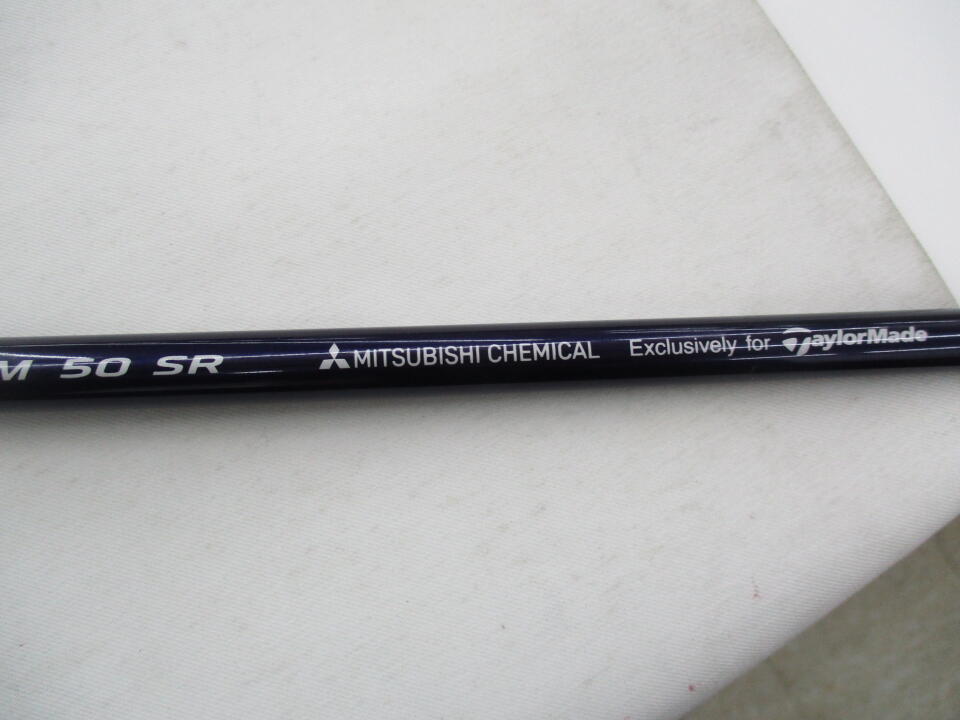 M 50 SR MITSUBISHI CHEMICAL Exclusively for TaylorMade